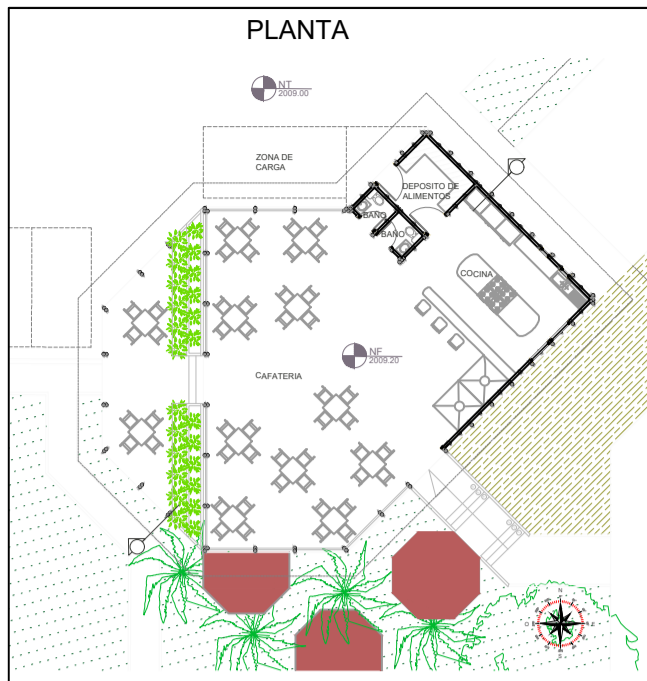 PLANTA
NT
2009.00
ZONA DE
CARGA
DEPOSITO DE
ALIMENTOS
BAÑO
BAÑO
COCINA
NF
2009.20
CAFATERIA
N
S